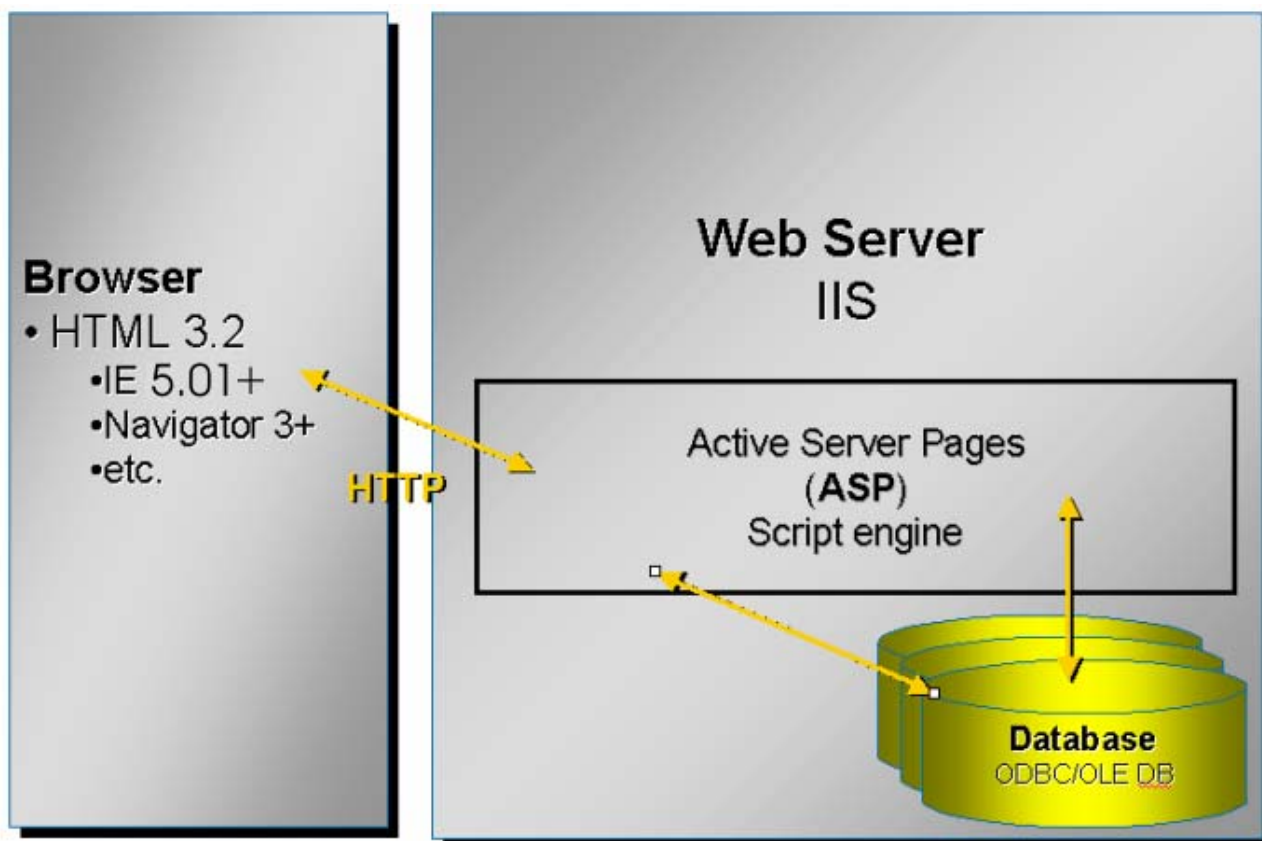 Browser
• HTML 3.2
•IE 5.01+
•Navigator 3+
•etc.
HTTP
Web Server
IIS
Active Server Pages
(ASP)
Script engine
Database
ODBC/OLE DB